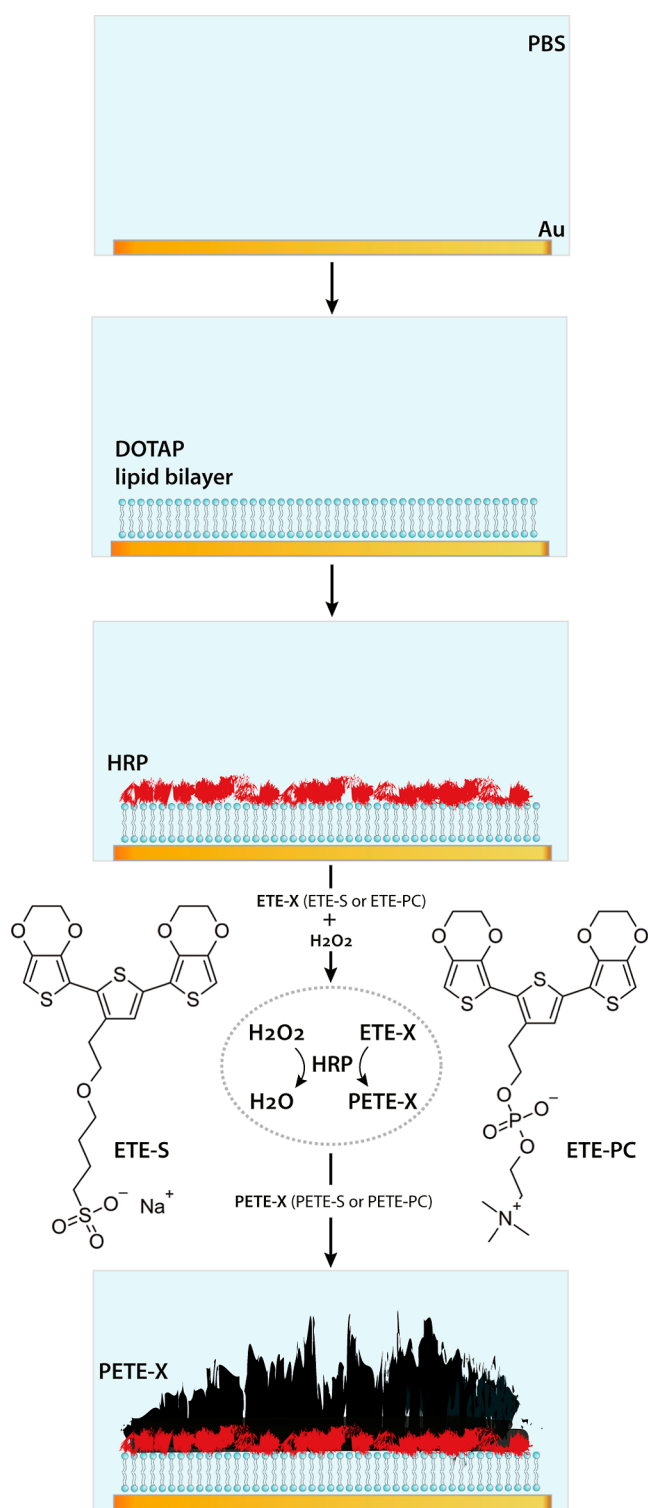 PBS
Au
DOTAP
lipid bilayer
HRP
ETE-X (ETE-S or ETE-PC)
+
H2O2
O
O
O
O
S
S
S
O
ETE-S
O
S
O⁻
O
Na⁺
H2O2
ETE-X
HRP
H2O
PETE-X
O
O
O
O
S
S
S
O
P
O⁻
O
O
ETE-PC
N⁺
PETE-X (PETE-S or PETE-PC)
PETE-X